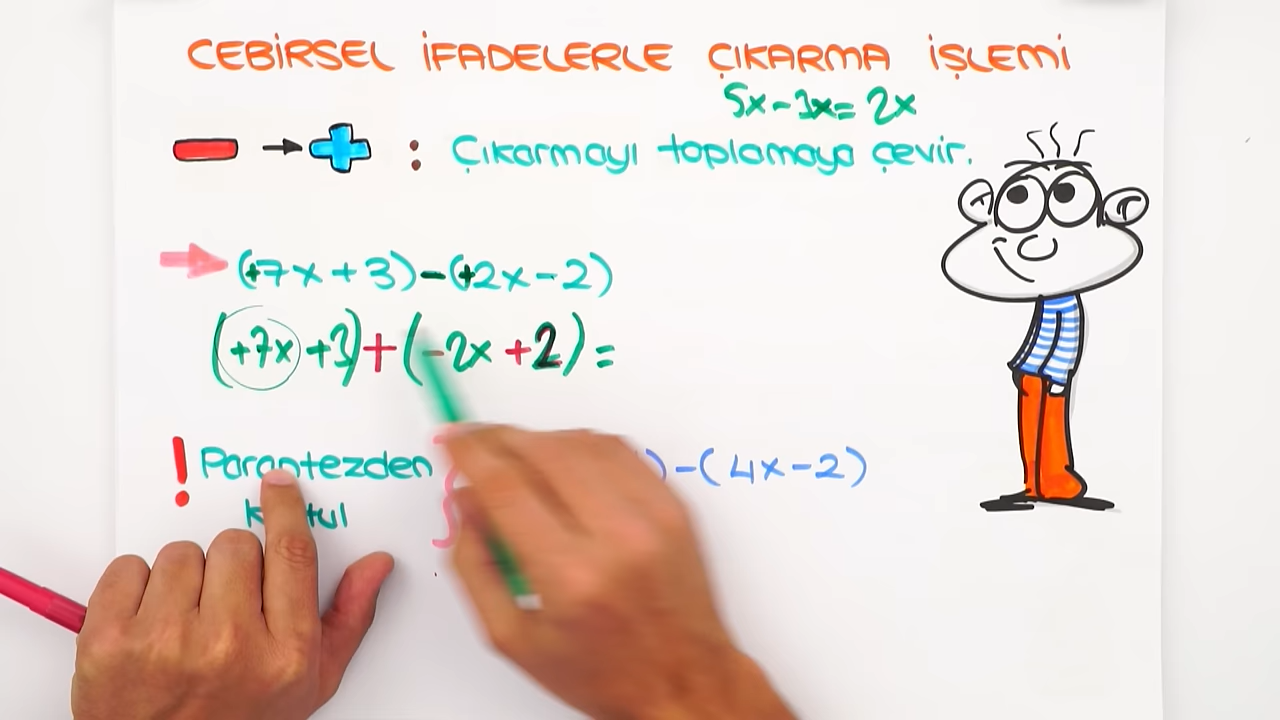 CEBİRSEL İFADELERLE ÇIKARMA İŞLEMİ
5x-3x=2x
- → + : Çıkarmayı toplamaya çevir.
(+7x+3)-(+2x-2)
(+7x+3)+(-2x+2)=
! Parantezden )-(4x-2)